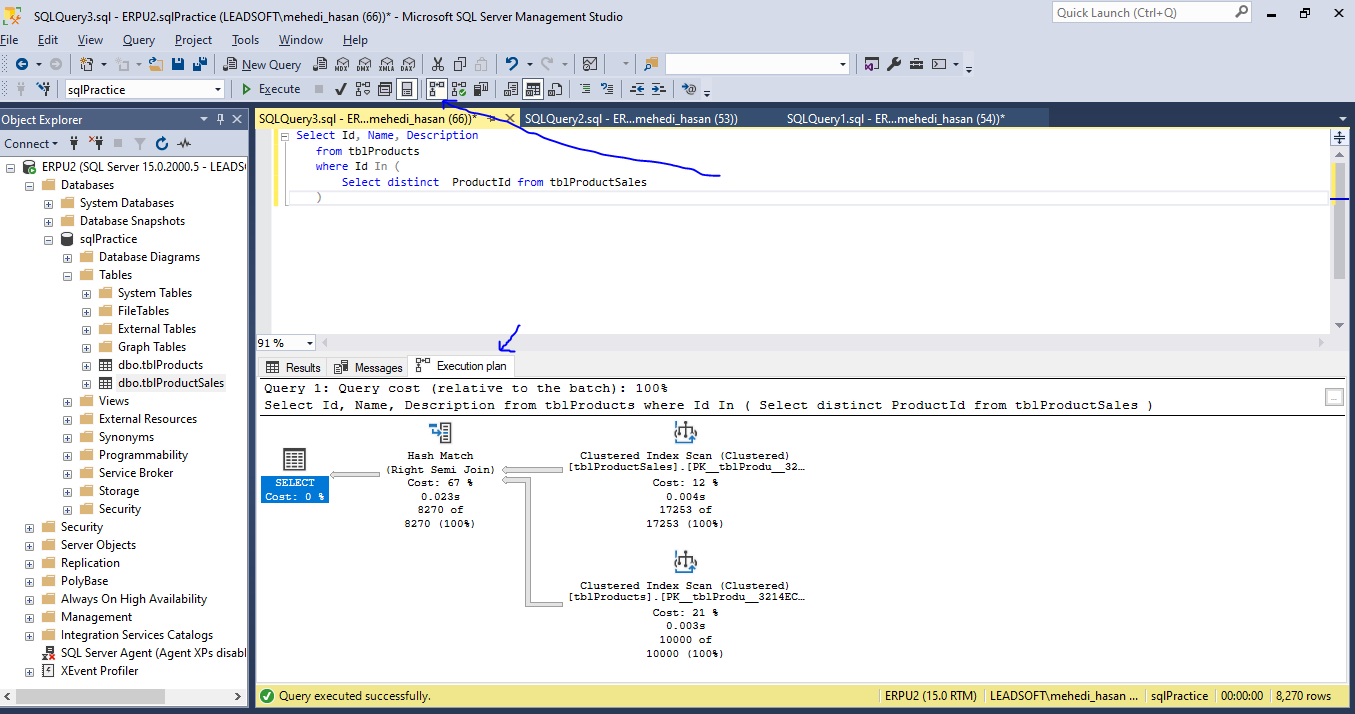 SQLQuery3.sql - ERPU2.sqlPractice (LEADSOFT\mehedi_hasan (66))* - Microsoft SQL Server Management Studio
Quick Launch (Ctrl+Q)
File Edit View Query Project Tools Window Help
New Query MDX DMX XMLA DAX
sqlPractice Execute
Object Explorer
Connect
ERPU2 (SQL Server 15.0.2000.5 - LEADS
Databases
System Databases
Database Snapshots
sqlPractice
Database Diagrams
Tables
System Tables
FileTables
External Tables
Graph Tables
dbo.tblProducts
dbo.tblProductSales
Views
External Resources
Synonyms
Programmability
Service Broker
Storage
Security
Security
Server Objects
Replication
PolyBase
Always On High Availability
Management
Integration Services Catalogs
SQL Server Agent (Agent XPs disabl
XEvent Profiler
SQLQuery3.sql - ER...mehedi_hasan (66))* SQLQuery2.sql - ER...mehedi_hasan (53)) SQLQuery1.sql - ER...mehedi_hasan (54))*
Select Id, Name, Description
from tblProducts
where Id In (
Select distinct ProductId from tblProductSales
)
91 %
Results Messages Execution plan
Query 1: Query cost (relative to the batch): 100%
Select Id, Name, Description from tblProducts where Id In ( Select distinct ProductId from tblProductSales )
...
SELECT
Cost: 0 %
Hash Match
(Right Semi Join)
Cost: 67 %
0.023s
8270 of
8270 (100%)
Clustered Index Scan (Clustered)
[tblProductSales].[PK__tblProdu__32…
Cost: 12 %
0.004s
17253 of
17253 (100%)
Clustered Index Scan (Clustered)
[tblProducts].[PK__tblProdu__3214EC…
Cost: 21 %
0.003s
10000 of
10000 (100%)
Query executed successfully. ERPU2 (15.0 RTM) LEADSOFT\mehedi_hasan ... sqlPractice 00:00:00 8,270 rows